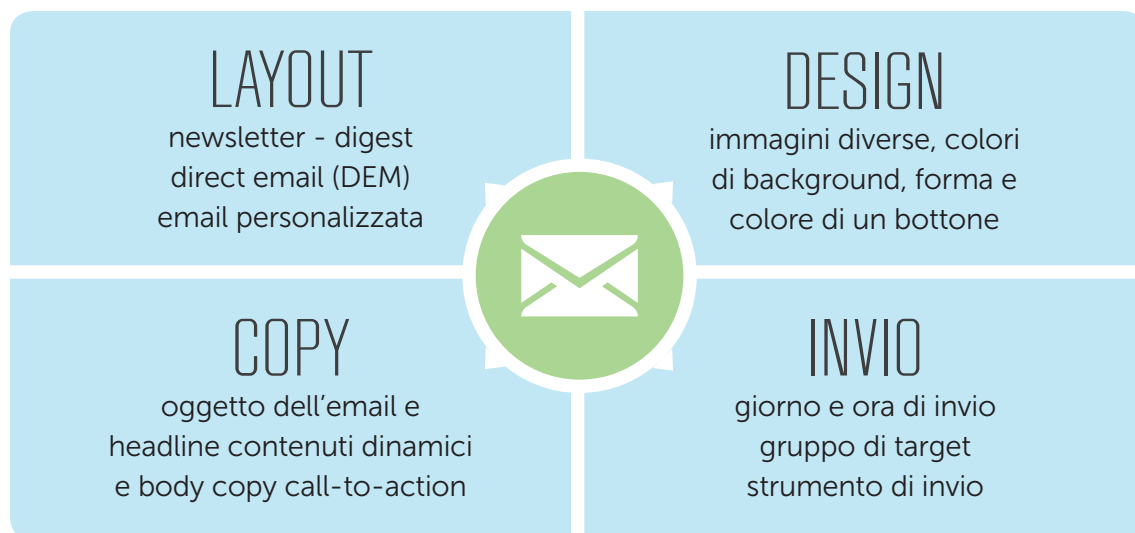 LAYOUT
newsletter - digest
direct email (DEM)
email personalizzata
DESIGN
immagini diverse, colori
di background, forma e
colore di un bottone
COPY
oggetto dell’email e
headline contenuti dinamici
e body copy call-to-action
INVIO
giorno e ora di invio
gruppo di target
strumento di invio